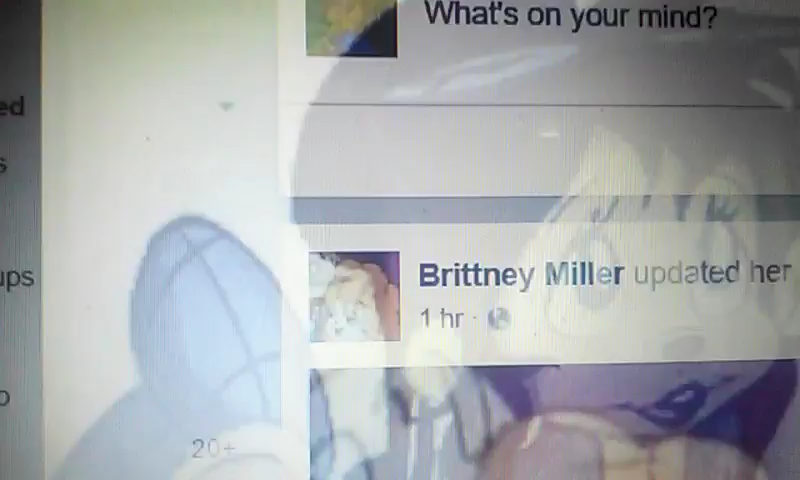 What's on your mind?
ed
s
ups
Brittney Miller updated her
1 hr ·
o
20+